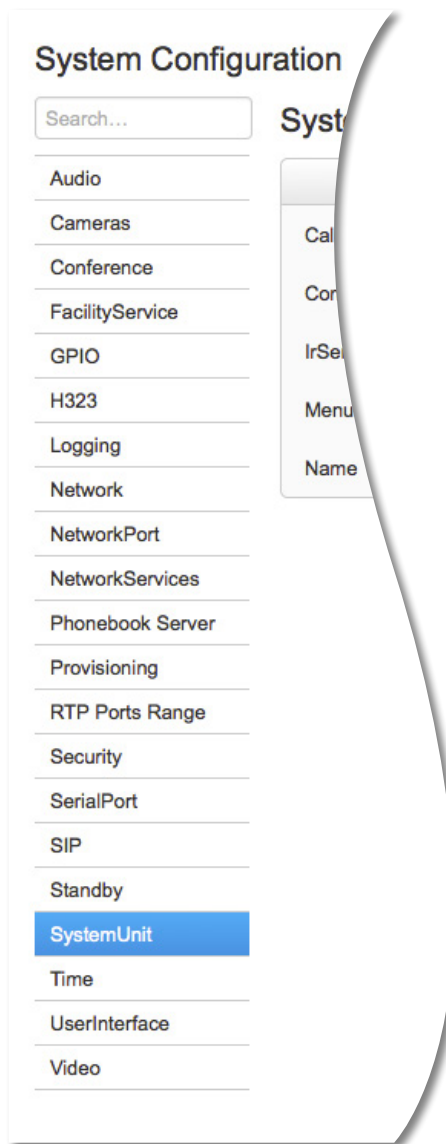 System Configuration
Search…
Audio
Cameras
Conference
FacilityService
GPIO
H323
Logging
Network
NetworkPort
NetworkServices
Phonebook Server
Provisioning
RTP Ports Range
Security
SerialPort
SIP
Standby
SystemUnit
Time
UserInterface
Video
Menu
Name